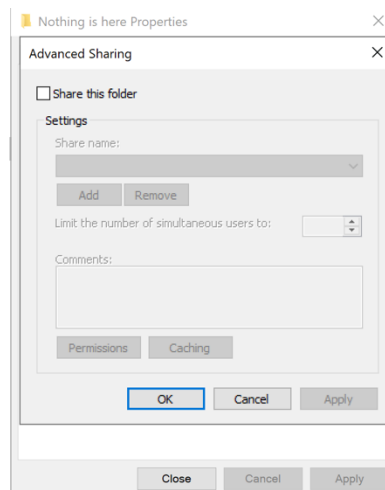 Nothing is here Properties
Advanced Sharing
Share this folder
Settings
Share name:
Add Remove
Limit the number of simultaneous users to:
Comments:
Permissions Caching
OK Cancel Apply
Close Cancel Apply